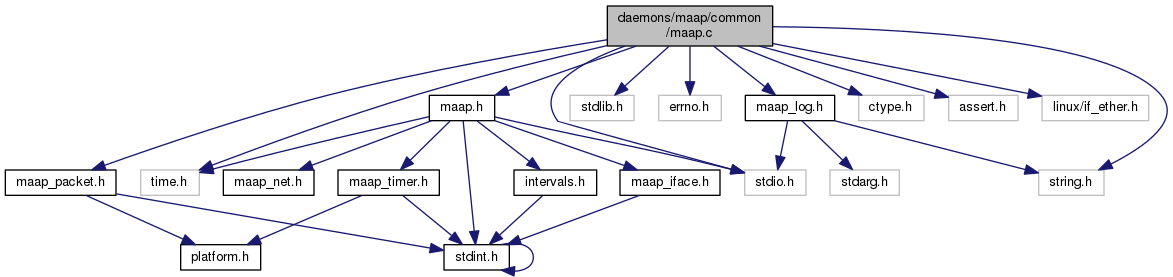 daemons/maap/common
/maap.c
maap.h
stdlib.h
errno.h
maap_log.h
ctype.h
assert.h
linux/if_ether.h
maap_packet.h
time.h
maap_net.h
maap_timer.h
intervals.h
maap_iface.h
stdio.h
stdarg.h
string.h
platform.h
stdint.h